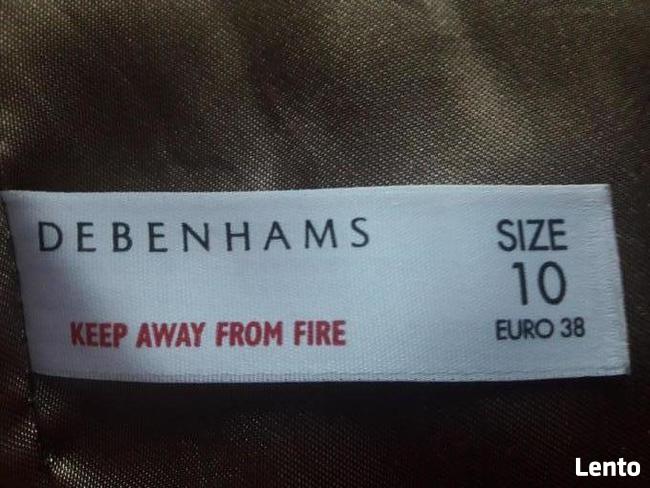 DEBENHAMS
KEEP AWAY FROM FIRE
SIZE
10
EURO 38
Lento